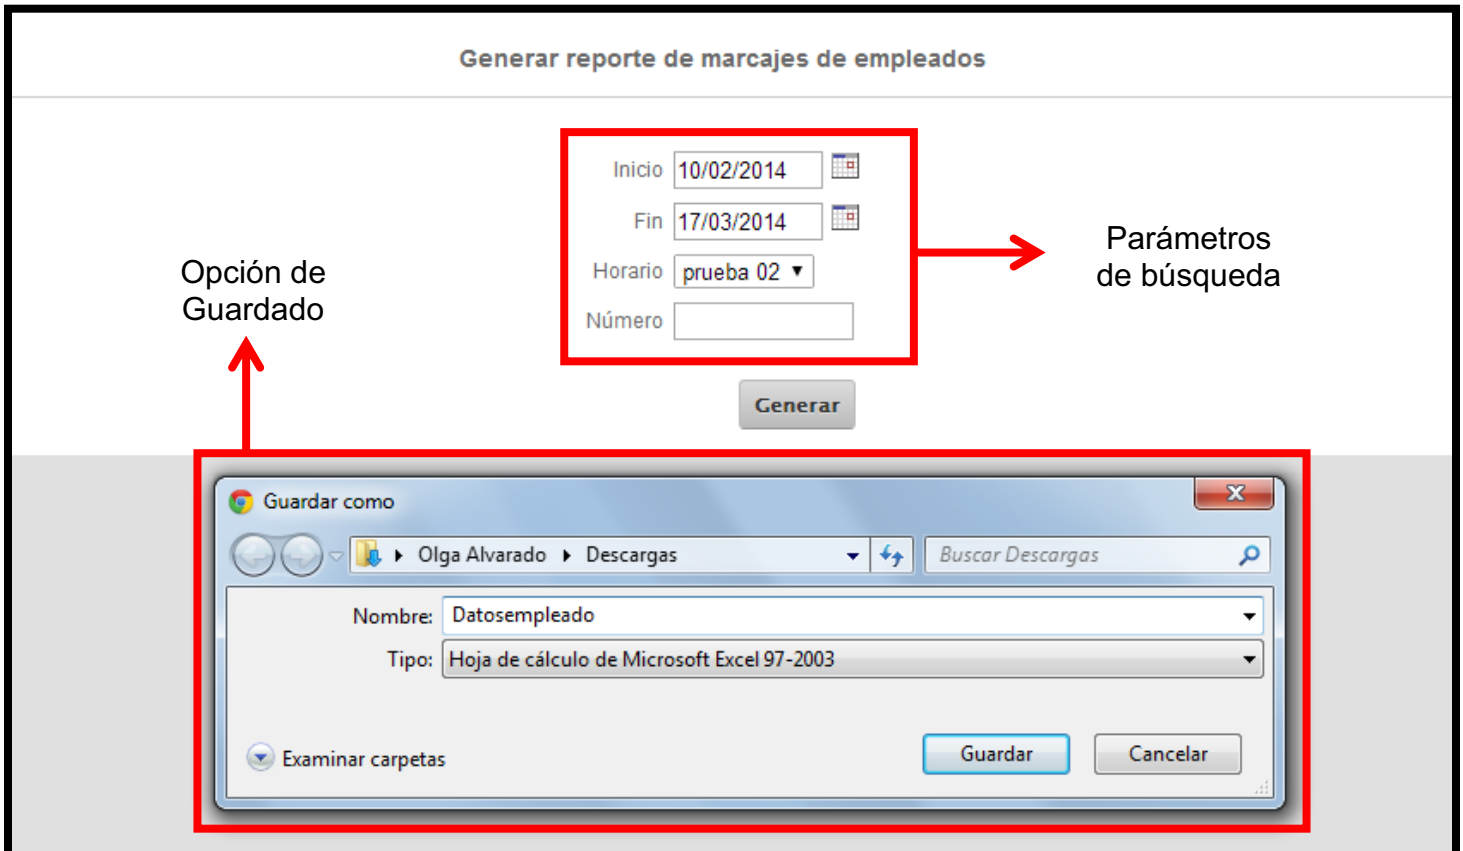 Generar reporte de marcajes de empleados
Inicio 10/02/2014
Fin 17/03/2014
Horario prueba 02
Número
Parámetros
de búsqueda
Opción de
Guardado
Generar
Guardar como
Olga Alvarado Descargas
Buscar Descargas
Nombre: Datosempleado
Tipo: Hoja de cálculo de Microsoft Excel 97-2003
Examinar carpetas
Guardar
Cancelar